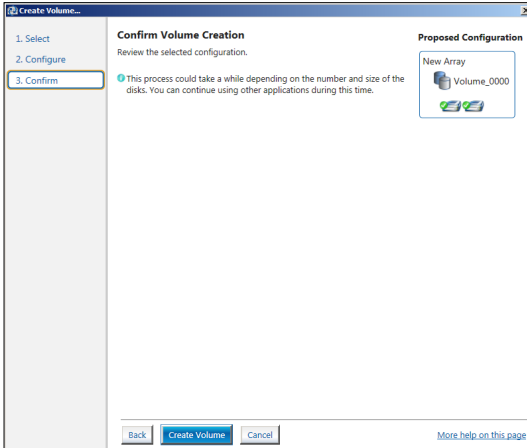 Create Volume...
1. Select
2. Configure
3. Confirm
Confirm Volume Creation
Review the selected configuration.
This process could take a while depending on the number and size of the
disks. You can continue using other applications during this time.
Proposed Configuration
New Array
Volume_0000
Back
Create Volume
Cancel
More help on this page